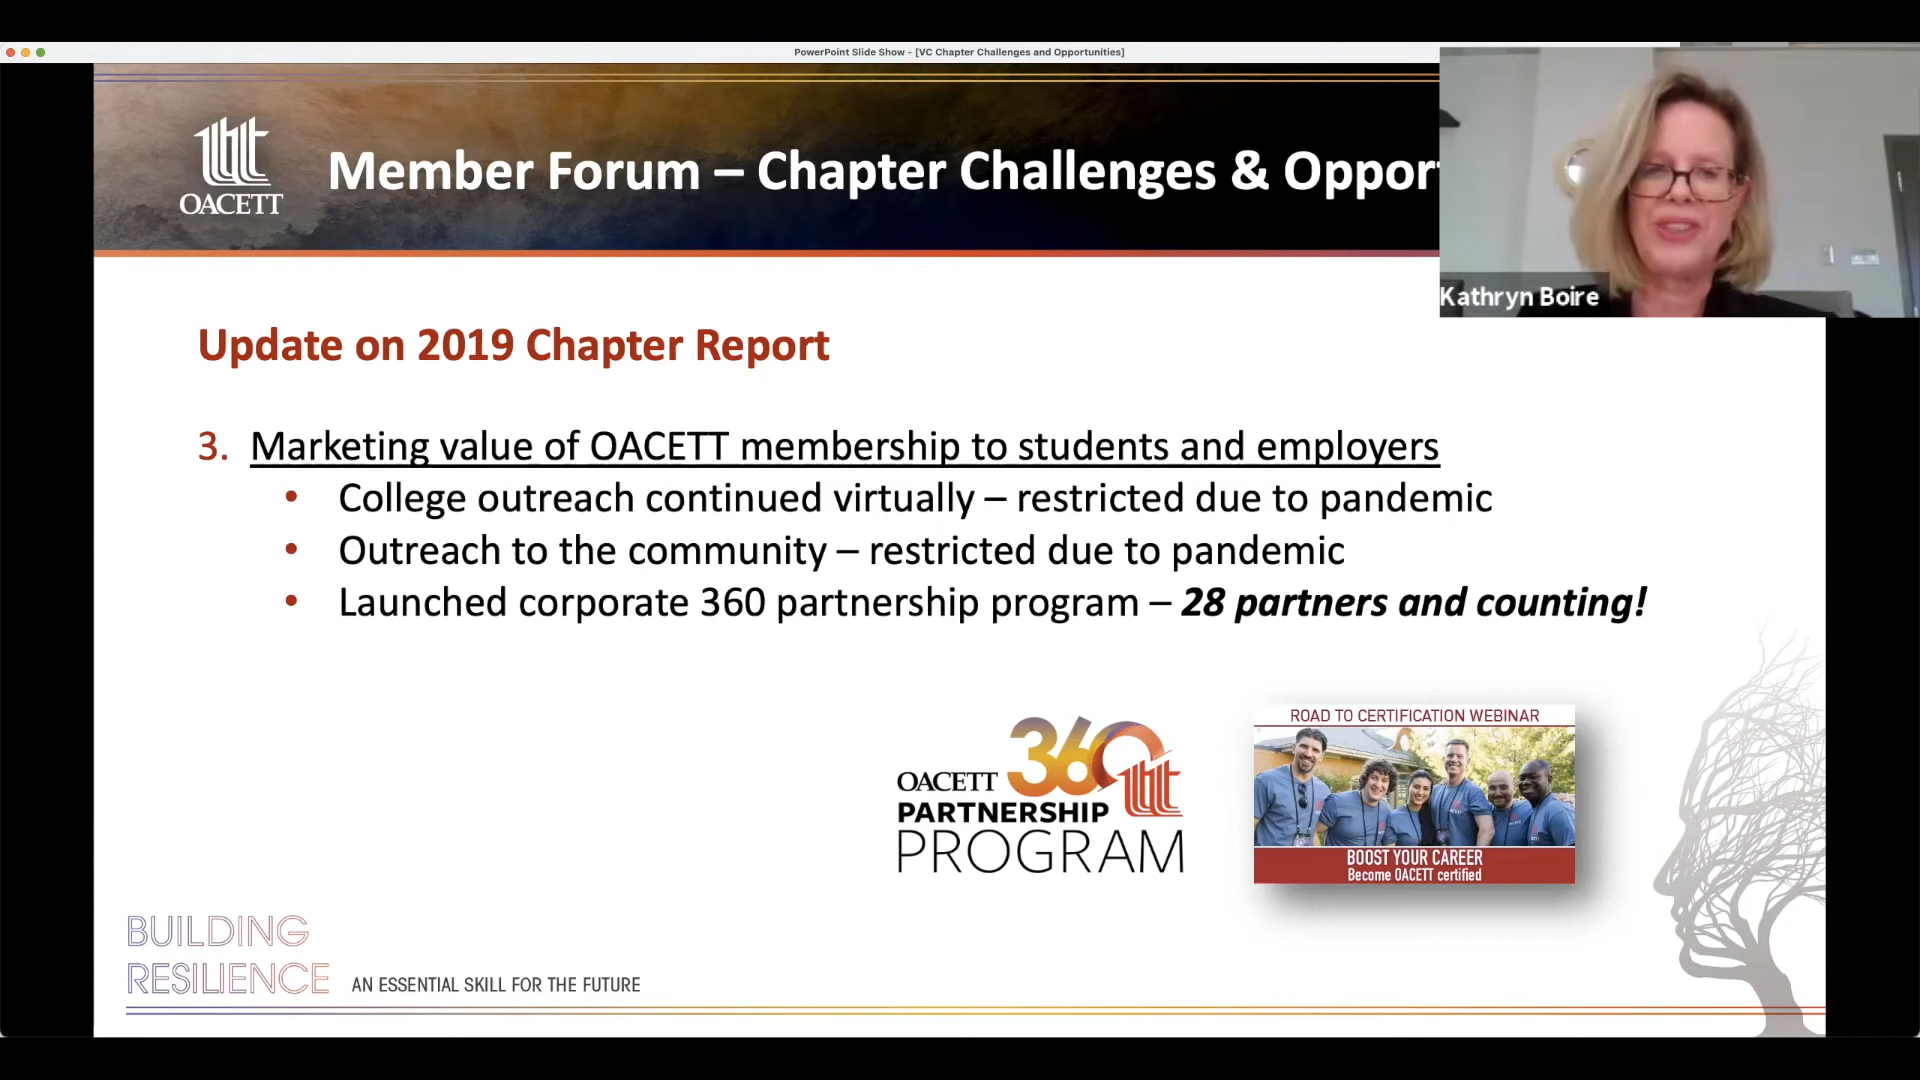 PowerPoint Slide Show - [VC Chapter Challenges and Opportunities]
OACETT
Member Forum – Chapter Challenges & Oppor
Kathryn Boire
Update on 2019 Chapter Report
3. Marketing value of OACETT membership to students and employers
• College outreach continued virtually – restricted due to pandemic
• Outreach to the community – restricted due to pandemic
• Launched corporate 360 partnership program – 28 partners and counting!
OACETT 360
PARTNERSHIP
PROGRAM
ROAD TO CERTIFICATION WEBINAR
BOOST YOUR CAREER
Become OACETT certified
BUILDING
RESILIENCE AN ESSENTIAL SKILL FOR THE FUTURE